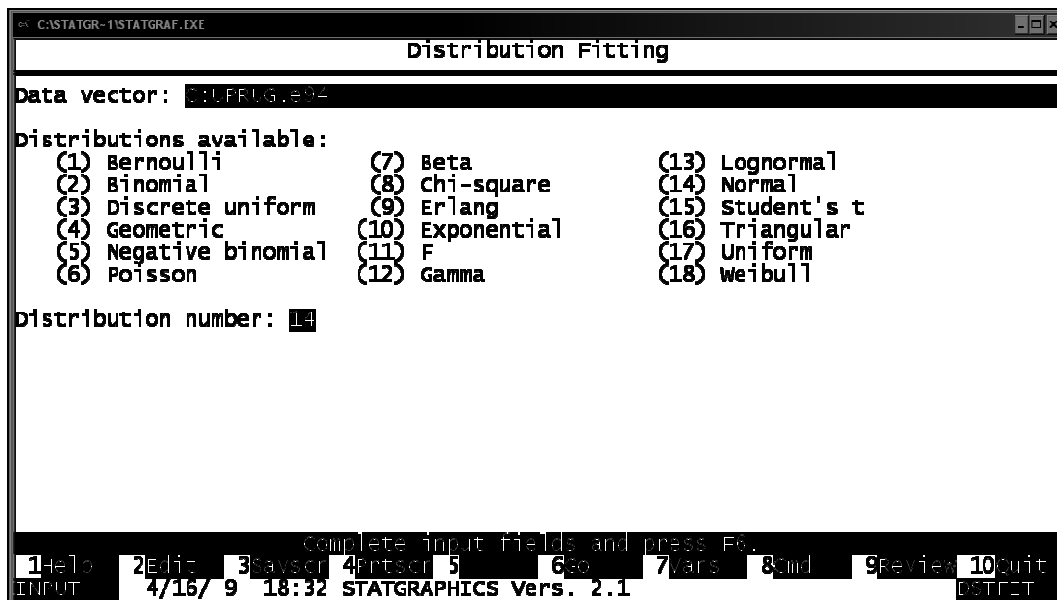 C:\STATGR~1\STATGRAF.EXE
Distribution Fitting
Data vector: C:UPRUG.e94
Distributions available:
(1) Bernoulli (7) Beta (13) Lognormal
(2) Binomial (8) Chi-square (14) Normal
(3) Discrete uniform (9) Erlang (15) Student's t
(4) Geometric (10) Exponential (16) Triangular
(5) Negative binomial (11) F (17) Uniform
(6) Poisson (12) Gamma (18) Weibull
Distribution number: 14
Complete input fields and press F6.
1Help 2Edit 3Savscr 4Prtscr 5 6Go 7Vars 8Cmd 9Review 10Quit
INPUT 4/16/ 9 18:32 STATGRAPHICS Vers. 2.1 DSTFIT